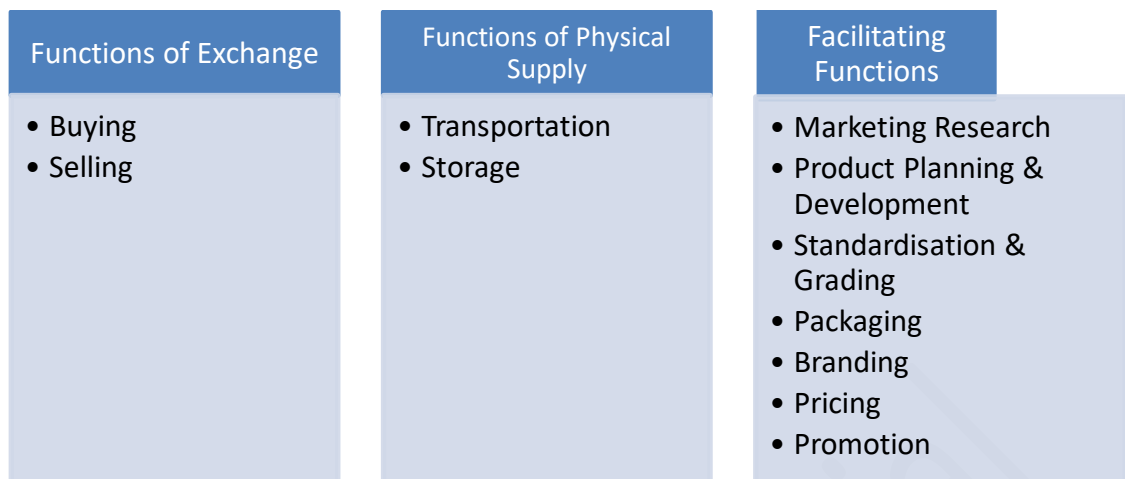 Functions of Exchange
• Buying
• Selling
Functions of Physical
Supply
• Transportation
• Storage
Facilitating
Functions
• Marketing Research
• Product Planning &
Development
• Standardisation &
Grading
• Packaging
• Branding
• Pricing
• Promotion